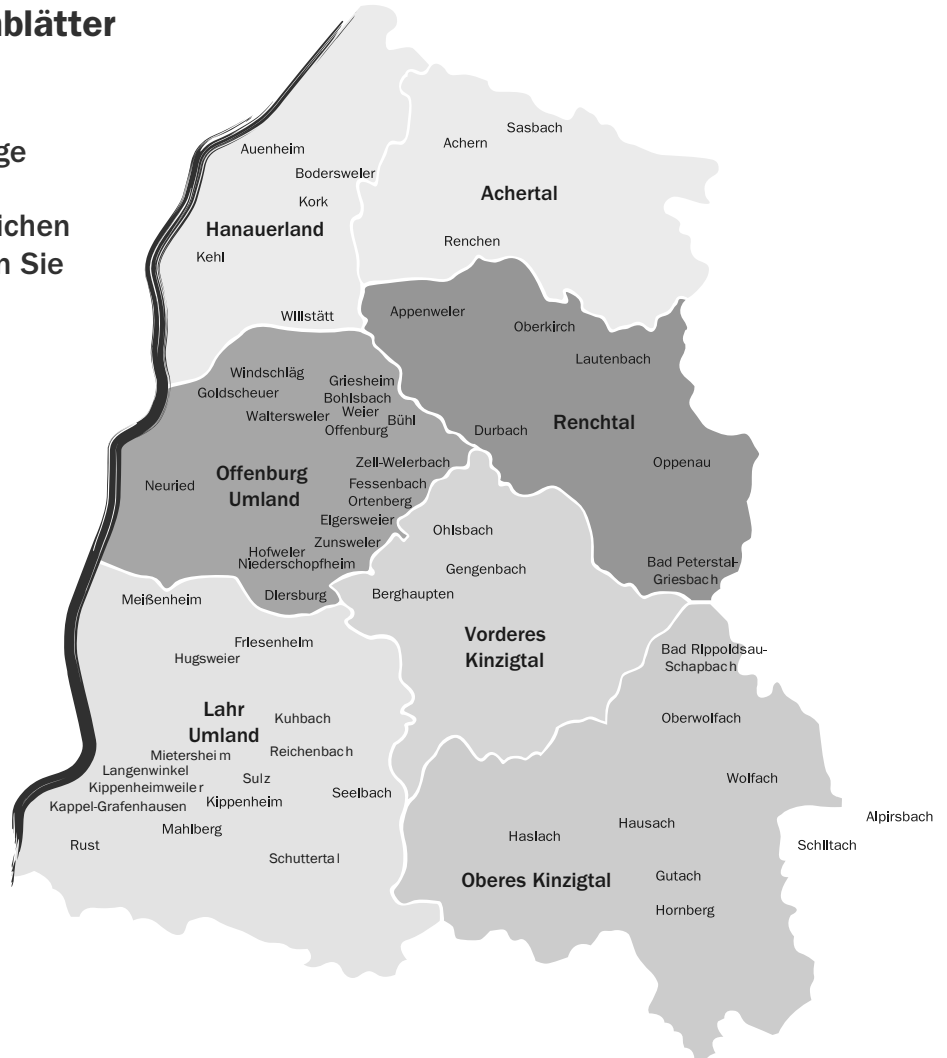 nblätter
ge
ichen
n Sie
Auenheim
Bodersweier
Kork
Hanauerland
Kehl
Willstätt
Sasbach
Achern
Achertal
Renchen
Appenweier
Oberkirch
Lautenbach
Renchtal
Durbach
Oppenau
Bad Peterstal-
Griesbach
Windschläg
Goldscheuer
Griesheim
Bohlsbach
Waltersweier
Weier
Bühl
Offenburg
Zell-Weierbach
Offenburg
Umland
Neuried
Fessenbach
Ortenberg
Elgersweier
Zunsweier
Hofweier
Niederschopfheim
Diersburg
Ohlsbach
Gengenbach
Berghaupten
Vorderes
Kinzigtal
Meißenheim
Friesenheim
Hugsweier
Lahr
Umland
Kuhbach
Reichenbach
Mietersheim
Langenwinkel
Sulz
Kippenheimweiler
Seelbach
Kappel-Grafenhausen
Kippenheim
Mahlberg
Rust
Schuttertal
Bad Rippoldsau-
Schapbach
Oberwolfach
Wolfach
Alpirsbach
Schiltach
Hausach
Haslach
Oberes Kinzigtal
Gutach
Hornberg